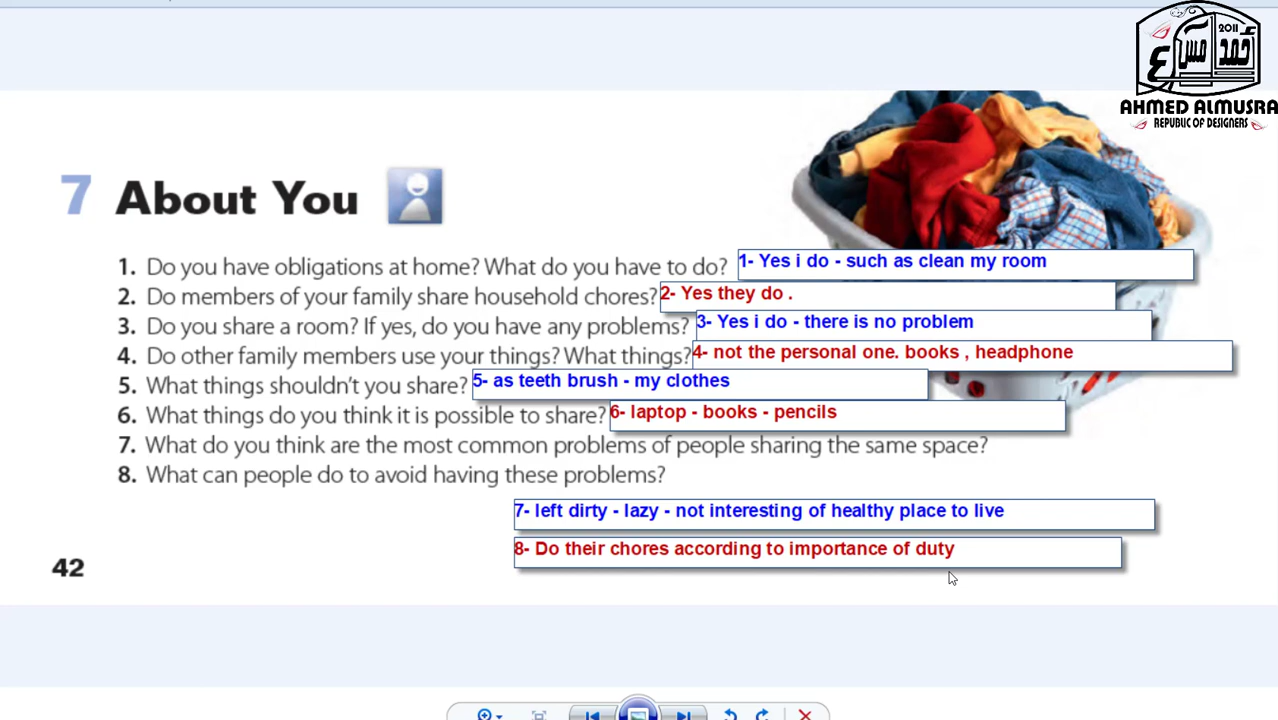 2011
أحمد مسرع
AHMED ALMUSRA
REPUBLIC OF DESIGNERS
7 About You
1. Do you have obligations at home? What do you have to do? 1- Yes i do - such as clean my room
2. Do members of your family share household chores? 2- Yes they do .
3. Do you share a room? If yes, do you have any problems? 3- Yes i do - there is no problem
4. Do other family members use your things? What things? 4- not the personal one. books , headphone
5. What things shouldn't you share? 5- as teeth brush - my clothes
6. What things do you think it is possible to share? 6- laptop - books - pencils
7. What do you think are the most common problems of people sharing the same space?
8. What can people do to avoid having these problems?
7- left dirty - lazy - not interesting of healthy place to live
8- Do their chores according to importance of duty
42